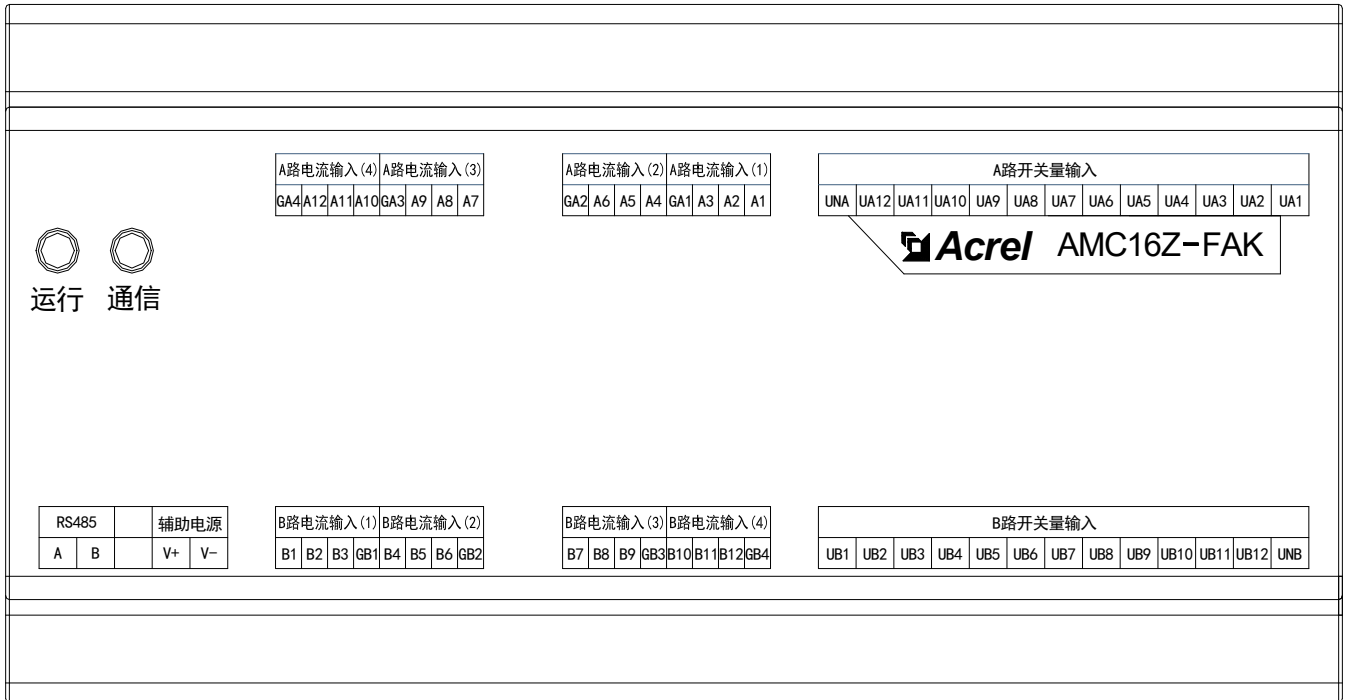 A路电流输入(4) A路电流输入(3) A路电流输入(2) A路电流输入(1) A路开关量输入
GA4 A12 A11 A10 GA3 A9 A8 A7 GA2 A6 A5 A4 GA1 A3 A2 A1 UNA UA12 UA11 UA10 UA9 UA8 UA7 UA6 UA5 UA4 UA3 UA2 UA1
Acrel AMC16Z-FAK
运行 通信
RS485 辅助电源 B路电流输入(1) B路电流输入(2) B路电流输入(3) B路电流输入(4) B路开关量输入
A B V+ V- B1 B2 B3 GB1 B4 B5 B6 GB2 B7 B8 B9 GB3 B10 B11 B12 GB4 UB1 UB2 UB3 UB4 UB5 UB6 UB7 UB8 UB9 UB10 UB11 UB12 UNB